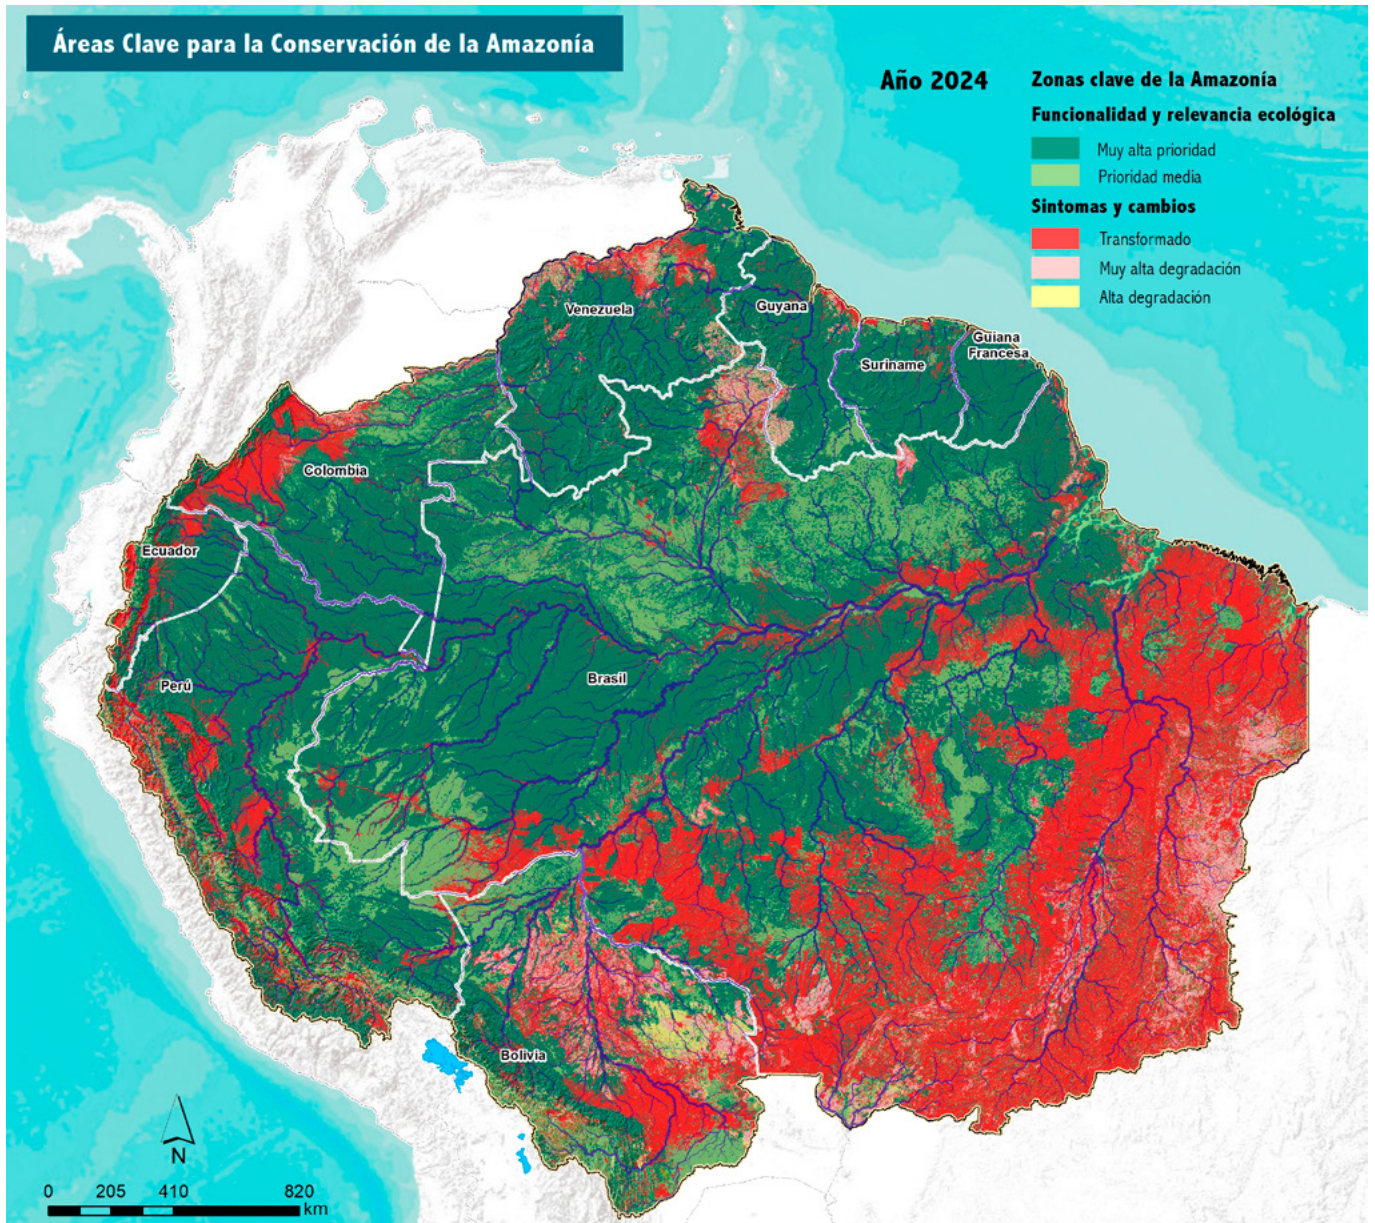 Áreas Clave para la Conservación de la Amazonía
Año 2024
Zonas clave de la Amazonía
Funcionalidad y relevancia ecológica
Muy alta prioridad
Prioridad media
Sintomas y cambios
Transformado
Muy alta degradación
Alta degradación
Venezuela
Guyana
Guiana
Francesa
Suriname
Colombia
Ecuador
Perú
Brasil
Bolivia
N
0 205 410 820
km